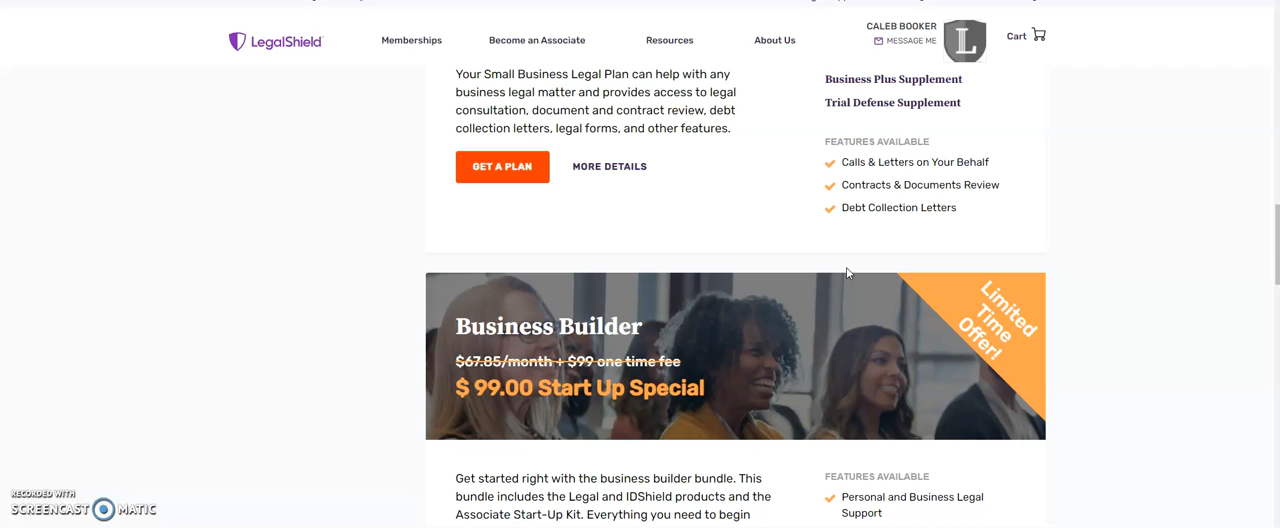 LegalShield
Memberships
Become an Associate
Resources
About Us
CALEB BOOKER
MESSAGE ME
L
Cart
Your Small Business Legal Plan can help with any
business legal matter and provides access to legal
consultation, document and contract review, debt
collection letters, legal forms, and other features.
GET A PLAN
MORE DETAILS
Business Plus Supplement
Trial Defense Supplement
FEATURES AVAILABLE
Calls & Letters on Your Behalf
Contracts & Documents Review
Debt Collection Letters
Limited
Time
Offer!
Business Builder
$67.85/month + $99 one time fee
$ 99.00 Start Up Special
Get started right with the business builder bundle. This
bundle includes the Legal and IDShield products and the
Associate Start-Up Kit. Everything you need to begin
FEATURES AVAILABLE
Personal and Business Legal
Support
RECORDED WITH
SCREENCAST MATIC